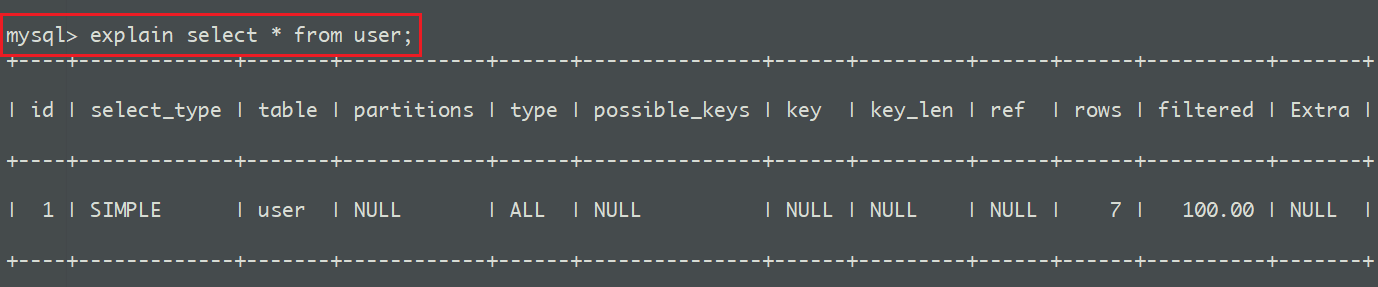 mysql> explain select * from user;
+----+-------------+-------+------------+------+---------------+------+---------+------+------+----------+-------+
| id | select_type | table | partitions | type | possible_keys | key  | key_len | ref  | rows | filtered | Extra |
+----+-------------+-------+------------+------+---------------+------+---------+------+------+----------+-------+
|  1 | SIMPLE      | user  | NULL       | ALL  | NULL          | NULL | NULL    | NULL |    7 |   100.00 | NULL  |
+----+-------------+-------+------------+------+---------------+------+---------+------+------+----------+-------+